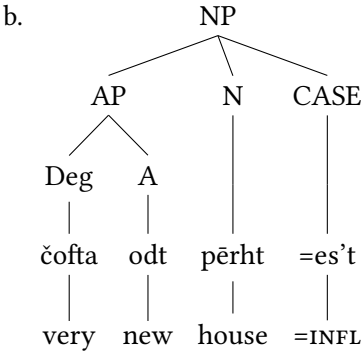 b. NP
AP N CASE
Deg A
čofta odt pērht =es’t
very new house =INFL